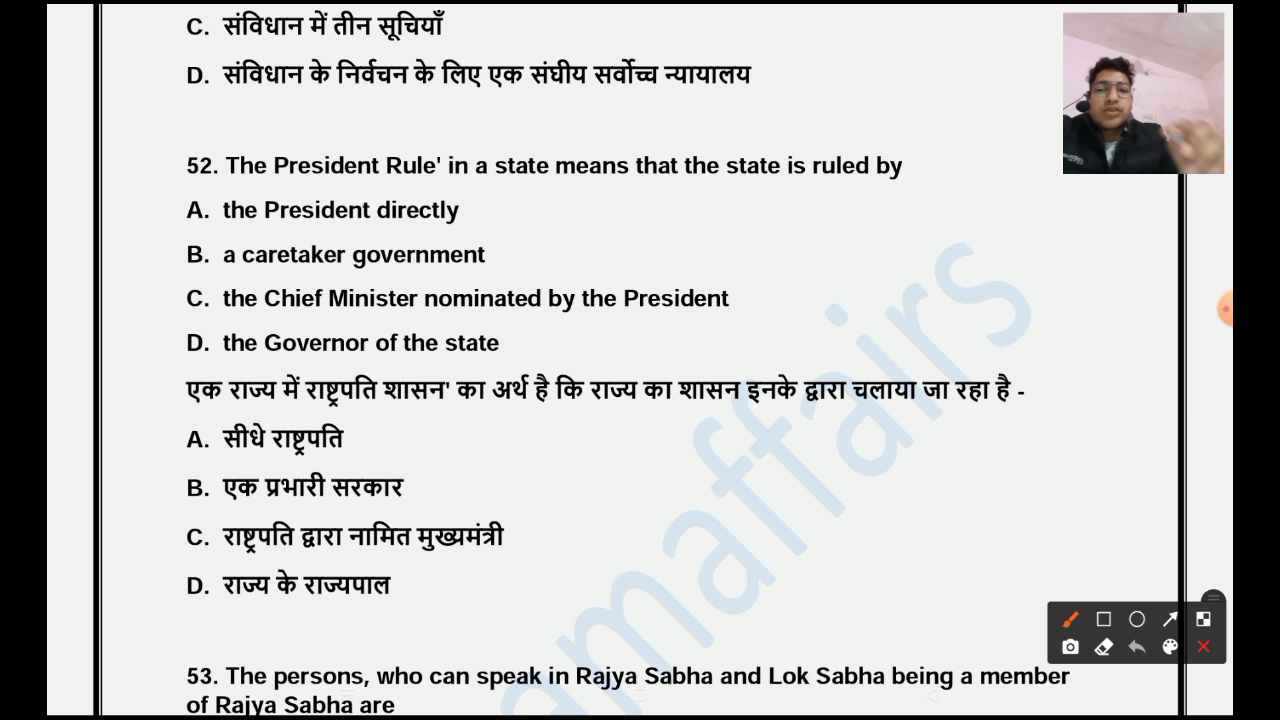 C. संविधान में तीन सूचियाँ
D. संविधान के निर्वचन के लिए एक संघीय सर्वोच्च न्यायालय
52. The President Rule' in a state means that the state is ruled by
A. the President directly
B. a caretaker government
C. the Chief Minister nominated by the President
D. the Governor of the state
एक राज्य में राष्ट्रपति शासन' का अर्थ है कि राज्य का शासन इनके द्वारा चलाया जा रहा है -
A. सीधे राष्ट्रपति
B. एक प्रभारी सरकार
C. राष्ट्रपति द्वारा नामित मुख्यमंत्री
D. राज्य के राज्यपाल
53. The persons, who can speak in Rajya Sabha and Lok Sabha being a member
of Rajya Sabha are
amaffairs